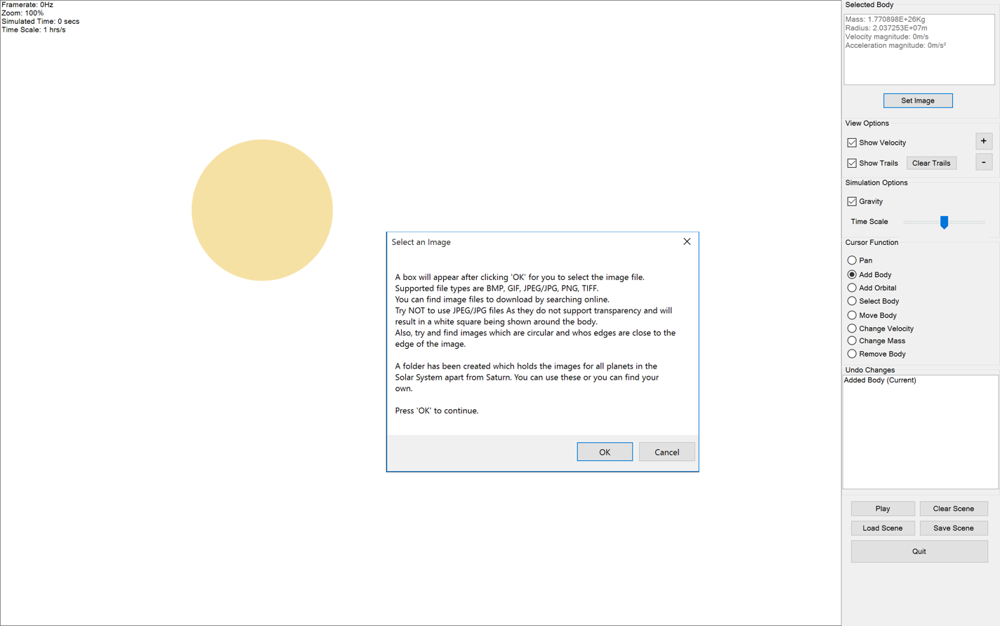 Framerate: 0Hz
Zoom: 100%
Simulated Time: 0 secs
Time Scale: 1 hrs/s
Selected Body
Mass: 1.770898E+26Kg
Radius: 2.037253E+07m
Velocity magnitude: 0m/s
Acceleration magnitude: 0m/s²
Set Image
View Options
Show Velocity
+
Show Trails
Clear Trails
-
Simulation Options
Gravity
Time Scale
Cursor Function
Pan
Add Body
Add Orbital
Select Body
Move Body
Change Velocity
Change Mass
Remove Body
Undo Changes
Added Body (Current)
Play
Clear Scene
Load Scene
Save Scene
Quit
Select an Image
A box will appear after clicking 'OK' for you to select the image file.
Supported file types are BMP, GIF, JPEG/JPG, PNG, TIFF.
You can find image files to download by searching online.
Try NOT to use JPEG/JPG files As they do not support transparency and will
result in a white square being shown around the body.
Also, try and find images which are circular and whos edges are close to the
edge of the image.
A folder has been created which holds the images for all planets in the
Solar System apart from Saturn. You can use these or you can find your
own.
Press 'OK' to continue.
OK
Cancel